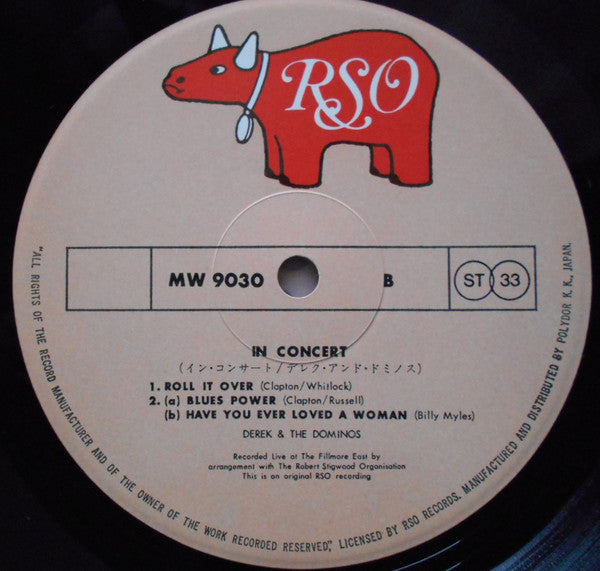 RSO
MW 9030 B ST 33
IN CONCERT
(イン・コンサート/デレク・アンド・ドミノス)
1. ROLL IT OVER (Clapton/Whitlock)
2. (a) BLUES POWER (Clapton/Russell)
(b) HAVE YOU EVER LOVED A WOMAN (Billy Myles)
DEREK & THE DOMINOS
Recorded Live at The Fillmore East by
arrangement with The Robert Stigwood Organisation
This is an original RSO recording
"ALL RIGHTS OF THE RECORD MANUFACTURER AND OF THE OWNER OF THE WORK RECORDED RESERVED," LICENSED BY RSO RECORDS. MANUFACTURED AND DISTRIBUTED BY POLYDOR K.K., JAPAN.